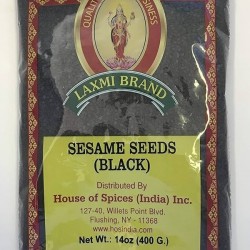 QUALITY BUSINESS
LAXMI BRAND
SESAME SEEDS
(BLACK)
Distributed By
House of Spices (India) Inc.
127-40, Willets Point Blvd.
Flushing, NY - 11368
www.hosindia.com
Net Wt.: 14oz (400 G.)